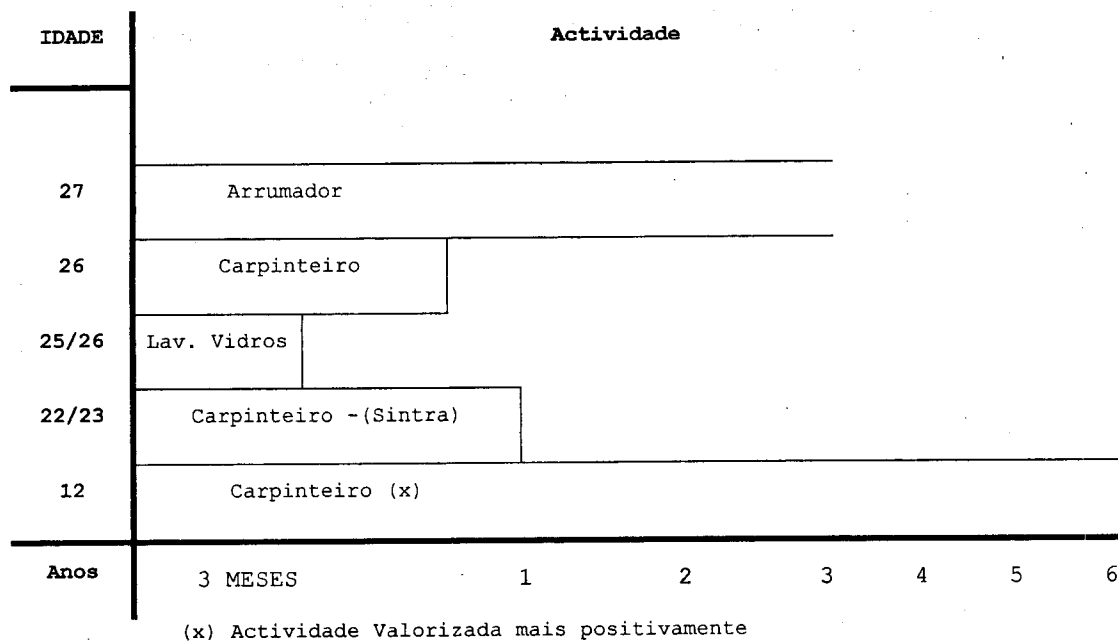 IDADE Actividade
27 Arrumador
26 Carpinteiro
25/26 Lav. Vidros
22/23 Carpinteiro -(Sintra)
12 Carpinteiro (x)
Anos 3 MESES 1 2 3 4 5 6
(x) Actividade Valorizada mais positivamente